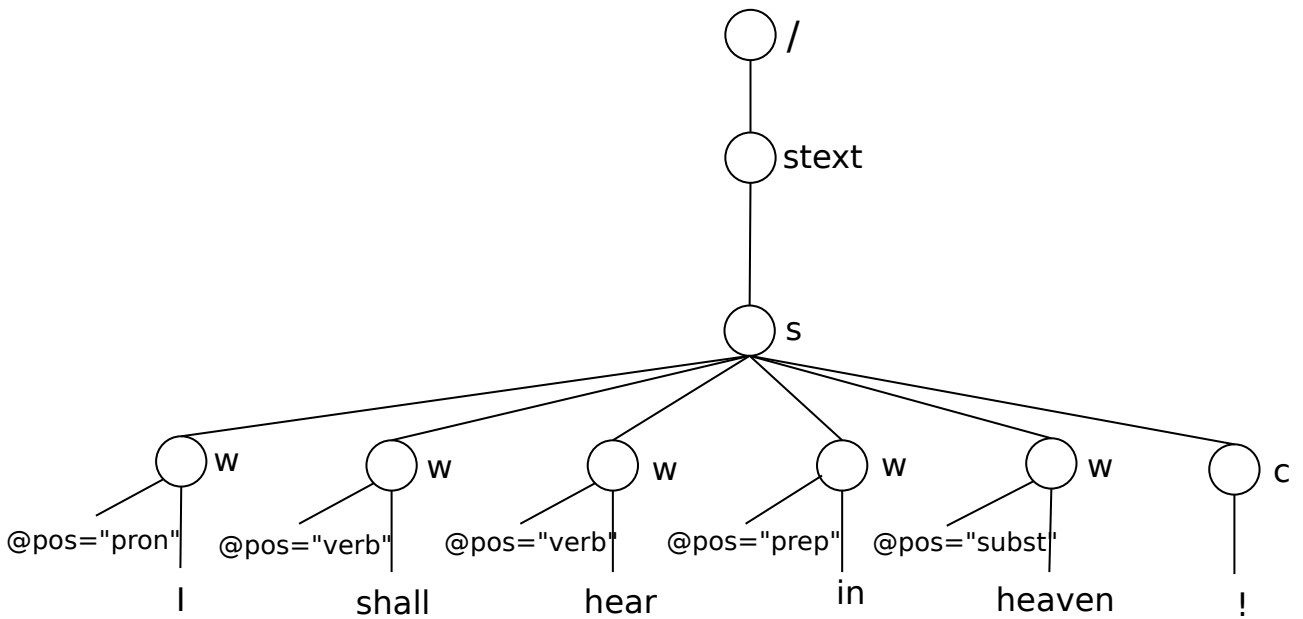 /
stext
s
w w w w w c
@pos="pron" @pos="verb" @pos="verb" @pos="prep" @pos="subst"
I shall hear in heaven !